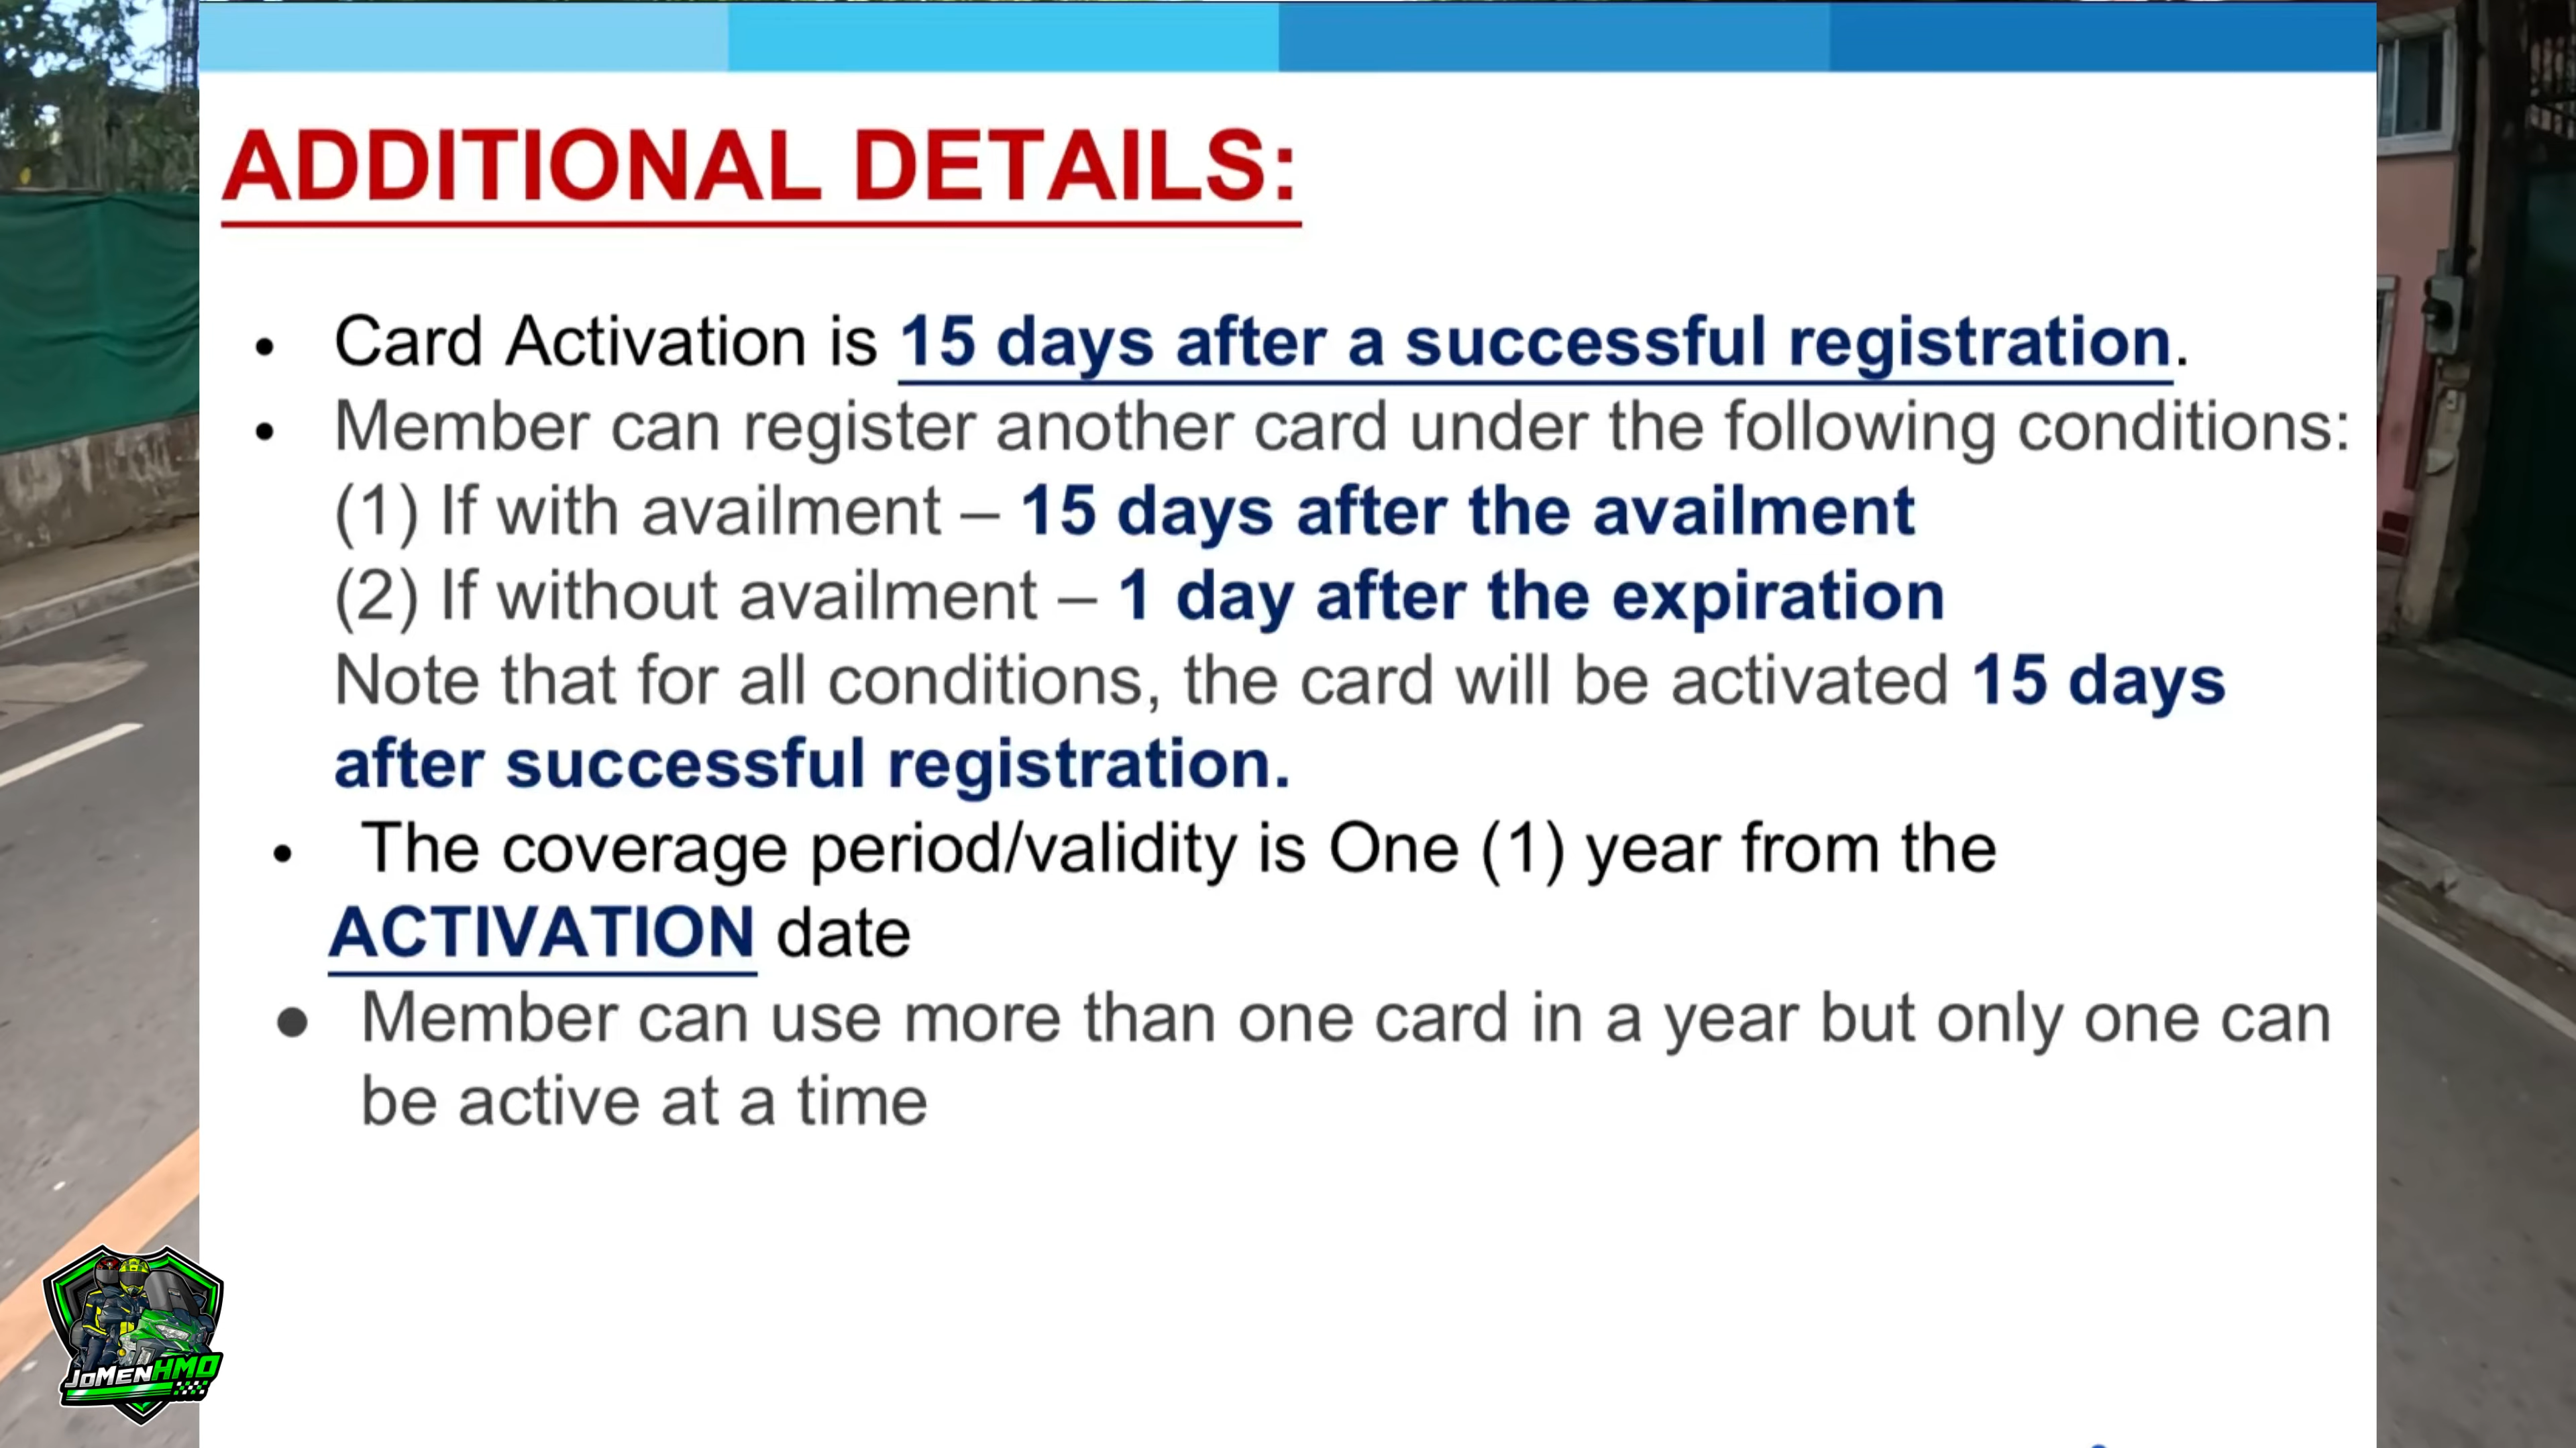 ADDITIONAL DETAILS:
• Card Activation is 15 days after a successful registration.
• Member can register another card under the following conditions:
(1) If with availment – 15 days after the availment
(2) If without availment – 1 day after the expiration
Note that for all conditions, the card will be activated 15 days
after successful registration.
• The coverage period/validity is One (1) year from the
ACTIVATION date
● Member can use more than one card in a year but only one can
be active at a time
JoMENHMO